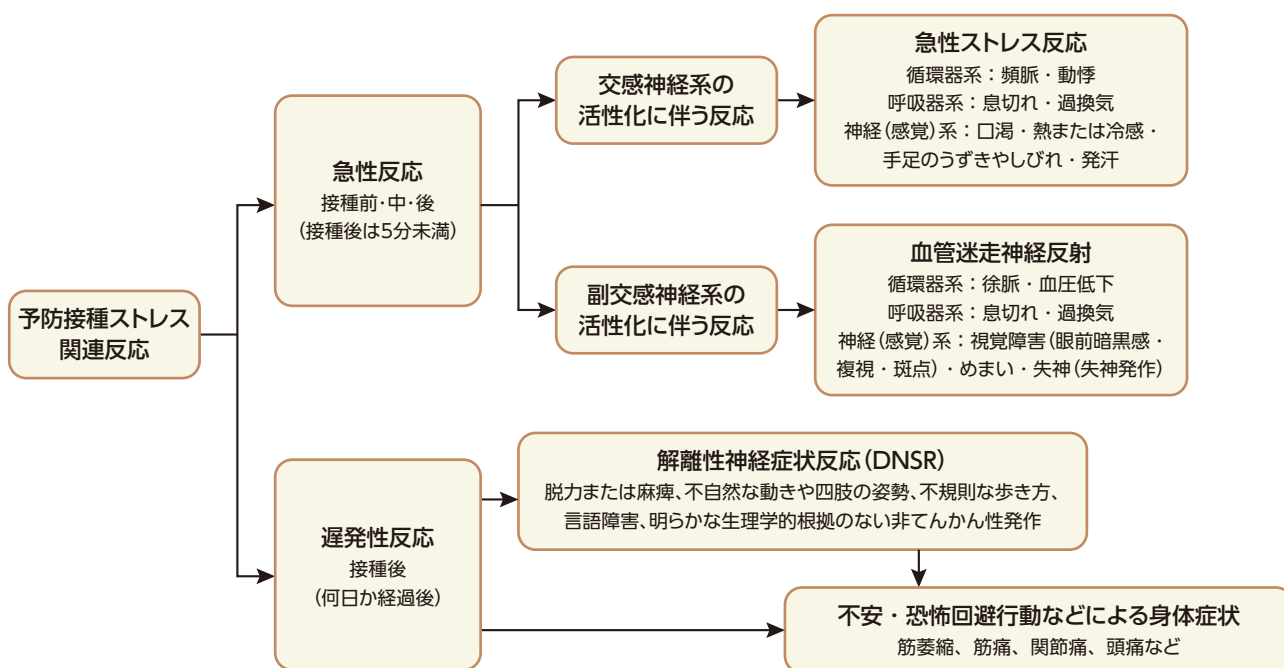 予防接種ストレス
関連反応
急性反応
接種前・中・後
(接種後は5分未満)
交感神経系の
活性化に伴う反応
急性ストレス反応
循環器系：頻脈・動悸
呼吸器系：息切れ・過換気
神経(感覚)系：口渇・熱または冷感・
手足のうずきやしびれ・発汗
副交感神経系の
活性化に伴う反応
血管迷走神経反射
循環器系：徐脈・血圧低下
呼吸器系：息切れ・過換気
神経(感覚)系：視覚障害(眼前暗黒感・
複視・斑点)・めまい・失神(失神発作)
遅発性反応
接種後
(何日か経過後)
解離性神経症状反応(DNSR)
脱力または麻痺、不自然な動きや四肢の姿勢、不規則な歩き方、
言語障害、明らかな生理学的根拠のない非てんかん性発作
不安・恐怖回避行動などによる身体症状
筋萎縮、筋痛、関節痛、頭痛など